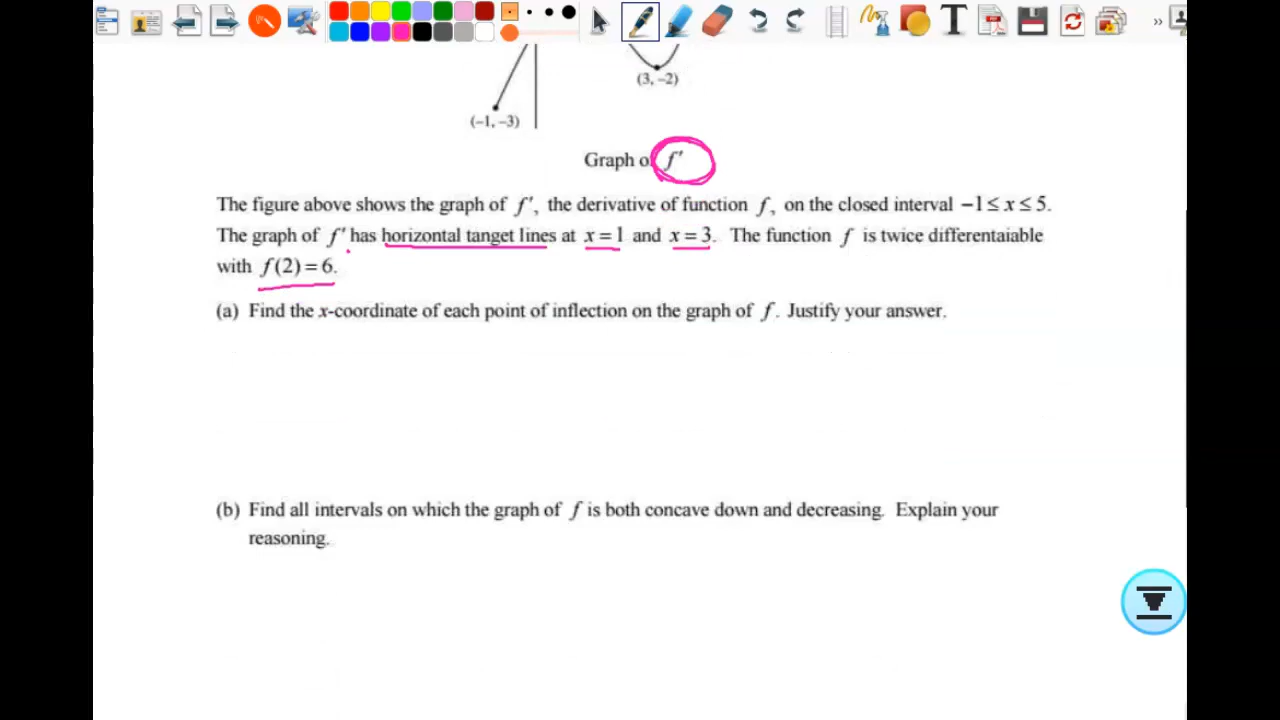 T
»
(3, –2)
(–1, –3)
Graph o f′
The figure above shows the graph of f′, the derivative of function f, on the closed interval −1 ≤ x ≤ 5.
The graph of f′ has horizontal tanget lines at x = 1 and x = 3. The function f is twice differentaiable
with f(2) = 6.
(a) Find the x-coordinate of each point of inflection on the graph of f. Justify your answer.
(b) Find all intervals on which the graph of f is both concave down and decreasing. Explain your
reasoning.